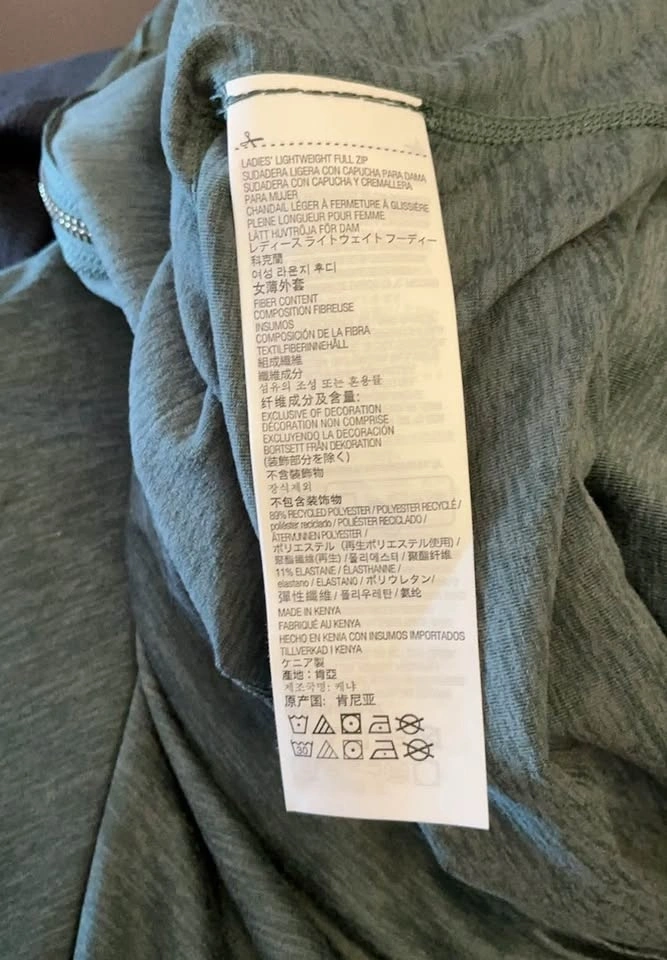 LADIES' LIGHTWEIGHT FULL ZIP
SUDADERA LIGERA CON CAPUCHA PARA DAMA
SUDADERA CON CAPUCHA Y CREMALLERA
PARA MUJER
CHANDAIL LÉGER À FERMETURE À GLISSIÈRE
PLEINE LONGUEUR POUR FEMME
LÄTT HUVTRÖJA FÖR DAM
レディース ライトウェイト フーディー
科克蘭
여성 라운지 후디
女薄外套
FIBER CONTENT
COMPOSITION FIBREUSE
INSUMOS
COMPOSICIÓN DE LA FIBRA
TEXTILFIBERINNEHÅLL
組成繊維
纖維成分
섬유의 조성 또는 혼용률
纤维成分及含量:
EXCLUSIVE OF DECORATION
DÉCORATION NON COMPRISE
EXCLUYENDO LA DECORACIÓN
BORTSETT FRÅN DEKORATION
(装飾部分を除く)
不含裝飾物
장식제외
不包含装饰物
89% RECYCLED POLYESTER / POLYESTER RECYCLÉ /
poliéster reciclado / POLIÉSTER RECICLADO /
ÅTERVUNNEN POLYESTER /
ポリエステル (再生ポリエステル使用) /
聚酯纖維(再生) / 폴리에스터 / 聚酯纤维
11% ELASTANE / ÉLASTHANNE /
elastano / ELASTANO / ポリウレタン/
彈性纖維 / 폴리우레탄 / 氨纶
MADE IN KENYA
FABRIQUÉ AU KENYA
HECHO EN KENIA CON INSUMOS IMPORTADOS
TILLVERKAD I KENYA
ケニア製
產地：肯亞
제조국명: 케냐
原产国: 肯尼亚
30